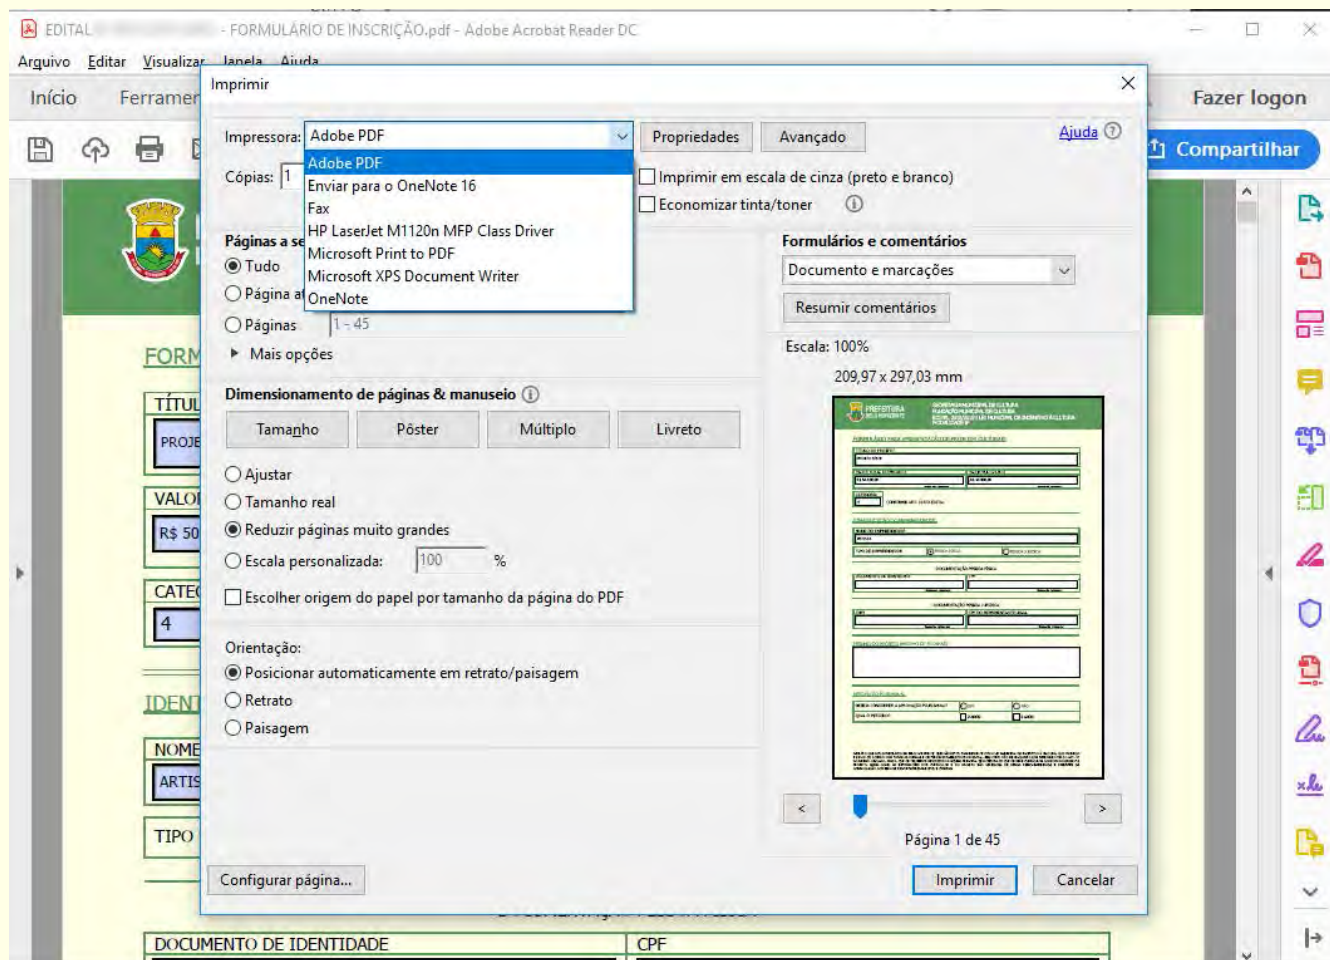 EDITAL - FORMULÁRIO DE INSCRIÇÃO.pdf - Adobe Acrobat Reader DC
Arquivo Editar Visualizar Janela Ajuda
Início Ferramen Fazer logon
Compartilhar
Imprimir
Impressora: Adobe PDF Propriedades Avançado Ajuda
Adobe PDF
Enviar para o OneNote 16
Fax
HP LaserJet M1120n MFP Class Driver
Microsoft Print to PDF
Microsoft XPS Document Writer
OneNote
Cópias: 1 Imprimir em escala de cinza (preto e branco)
Economizar tinta/toner
Páginas a se
Tudo
Página at
Páginas 1 - 45
Mais opções
Formulários e comentários
Documento e marcações
Resumir comentários
Escala: 100%
209,97 x 297,03 mm
Dimensionamento de páginas & manuseio
Tamanho Pôster Múltiplo Livreto
Ajustar
Tamanho real
Reduzir páginas muito grandes
Escala personalizada: 100 %
Escolher origem do papel por tamanho da página do PDF
Orientação:
Posicionar automaticamente em retrato/paisagem
Retrato
Paisagem
PREFEITURA
< >
Página 1 de 45
Configurar página... Imprimir Cancelar
FORM
TÍTUL
PROJE
VALOR
R$ 50
CATEG
4
IDENT
NOME
ARTIS
TIPO
DOCUMENTO DE IDENTIDADE CPF